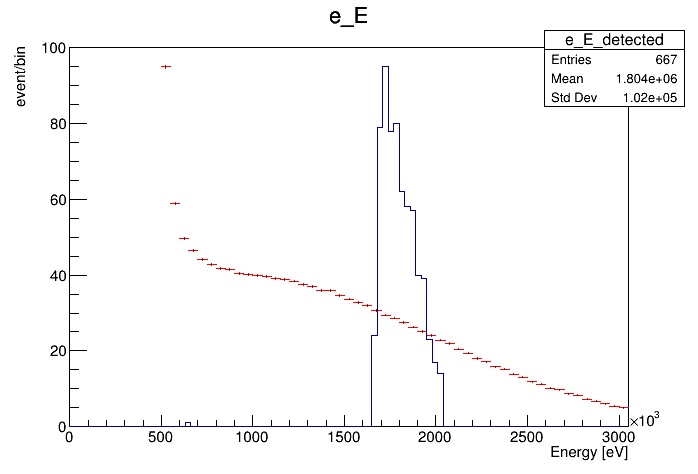 e_E
e_E_detected
Entries 667
Mean 1.804e+06
Std Dev 1.02e+05
event/bin
100
80
60
40
20
0
0 500 1000 1500 2000 2500 3000
×10³
Energy [eV]